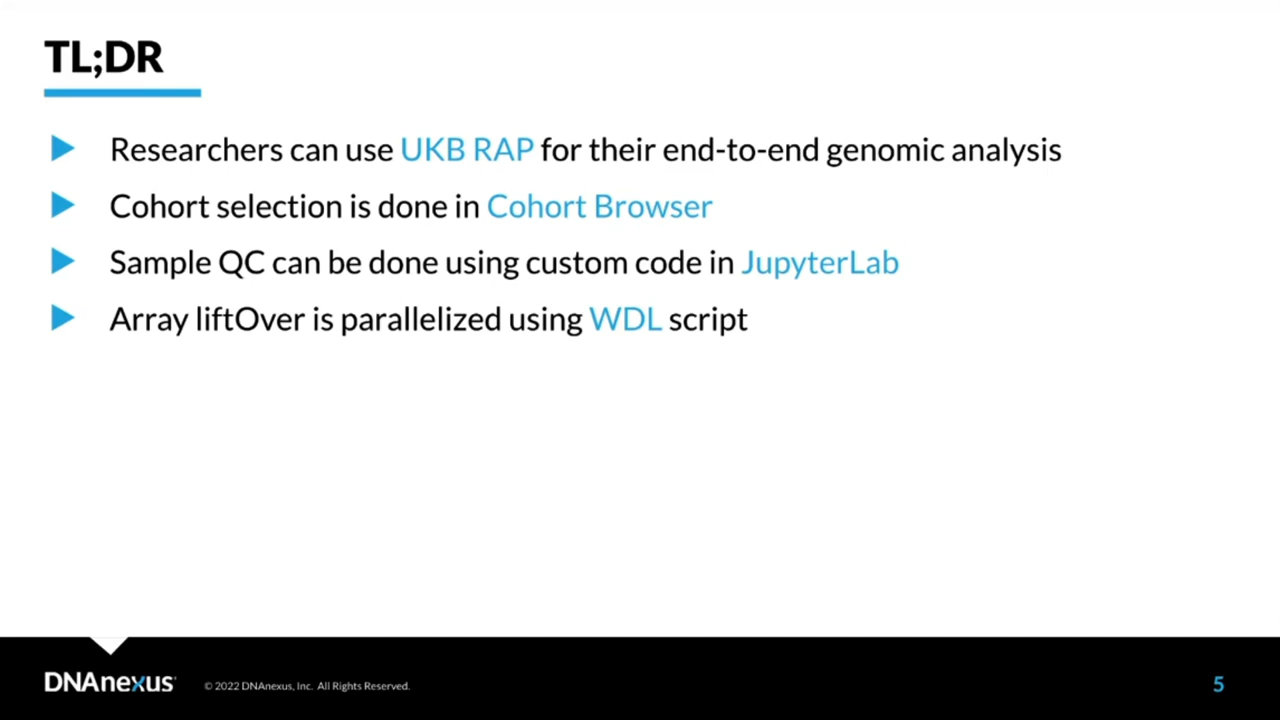 TL;DR
Researchers can use UKB RAP for their end-to-end genomic analysis
Cohort selection is done in Cohort Browser
Sample QC can be done using custom code in JupyterLab
Array liftOver is parallelized using WDL script
DNAnexus
© 2022 DNAnexus, Inc. All Rights Reserved.
5